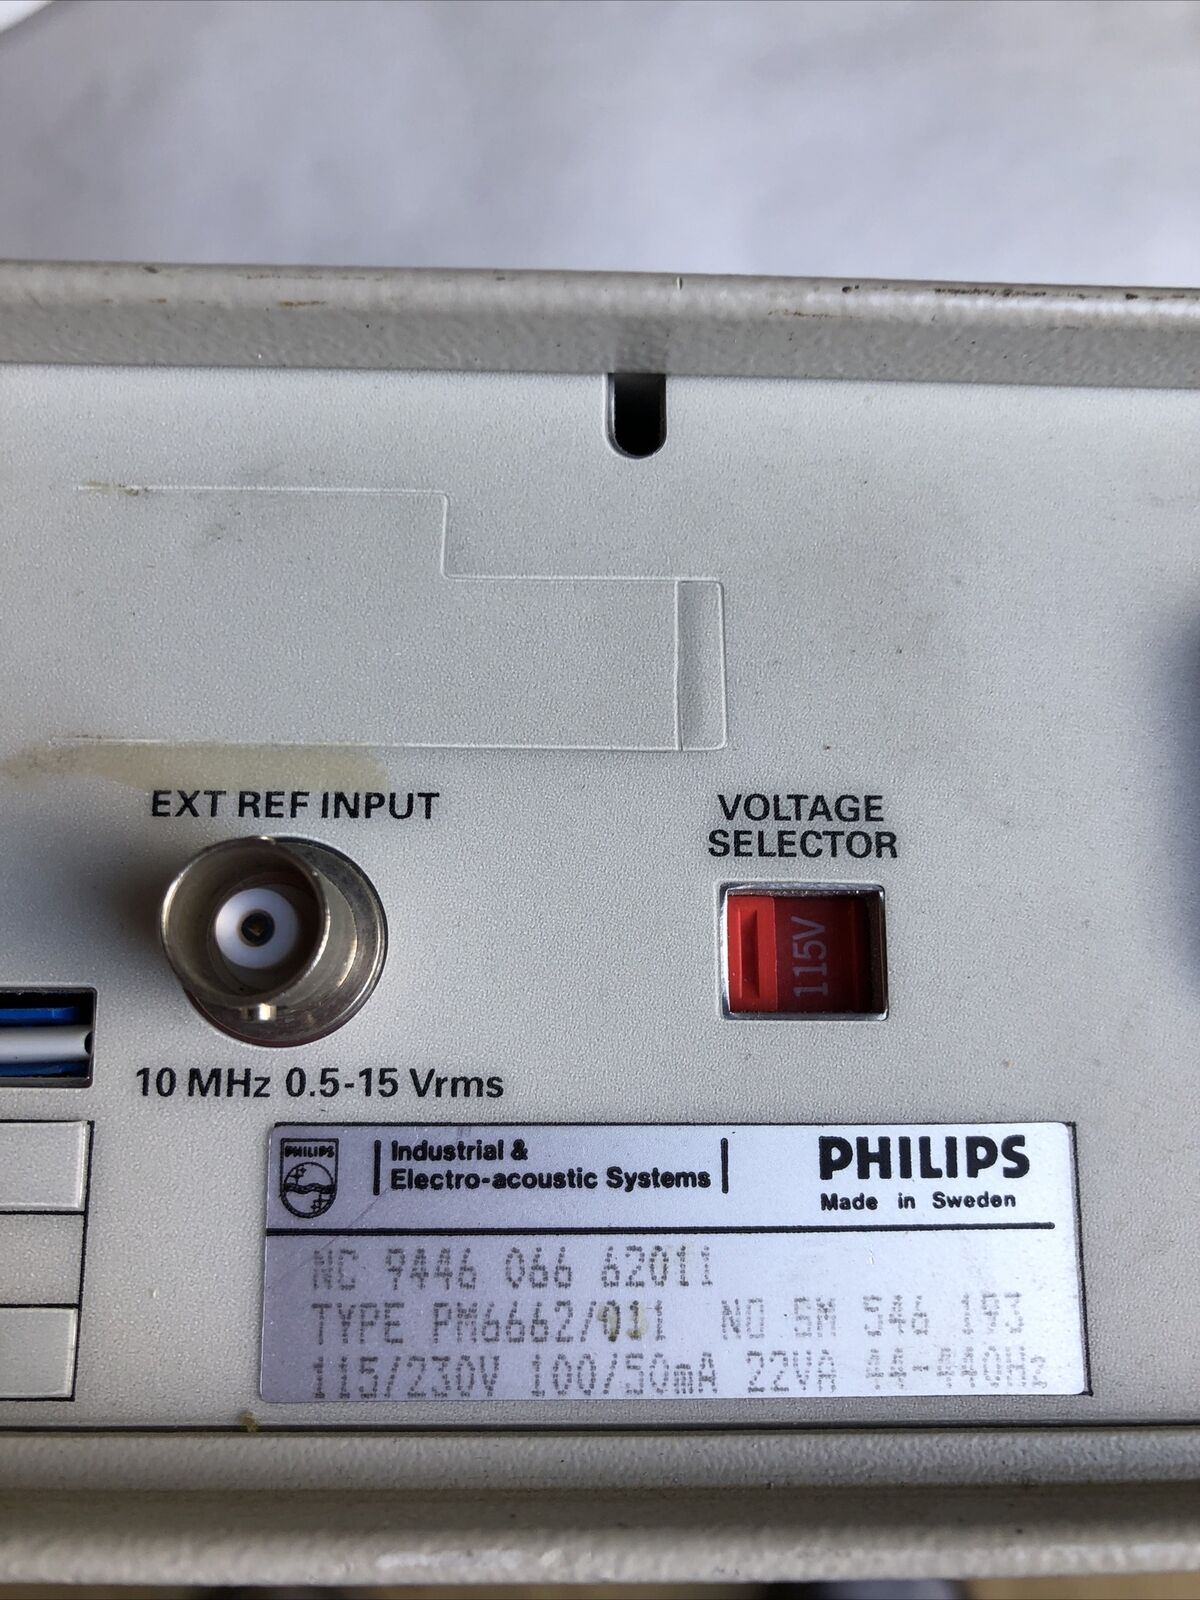 EXT REF INPUT
VOLTAGE
SELECTOR
115V
10 MHz 0.5-15 Vrms
PHILIPS
Industrial &
Electro-acoustic Systems
PHILIPS
Made in Sweden
NC 9446 066 62011
TYPE PM6662/011 NO SM 546 193
115/230V 100/50mA 22VA 44-440Hz